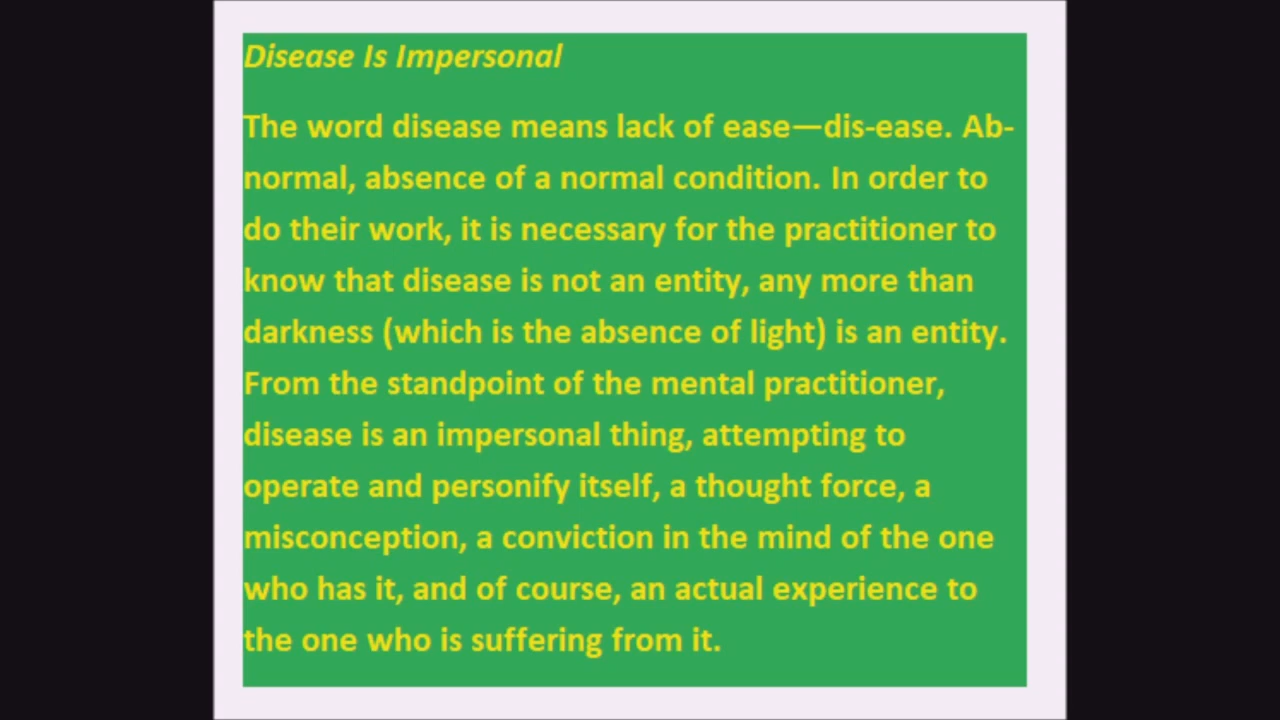 Disease Is Impersonal
The word disease means lack of ease—dis-ease. Ab-
normal, absence of a normal condition. In order to
do their work, it is necessary for the practitioner to
know that disease is not an entity, any more than
darkness (which is the absence of light) is an entity.
From the standpoint of the mental practitioner,
disease is an impersonal thing, attempting to
operate and personify itself, a thought force, a
misconception, a conviction in the mind of the one
who has it, and of course, an actual experience to
the one who is suffering from it.